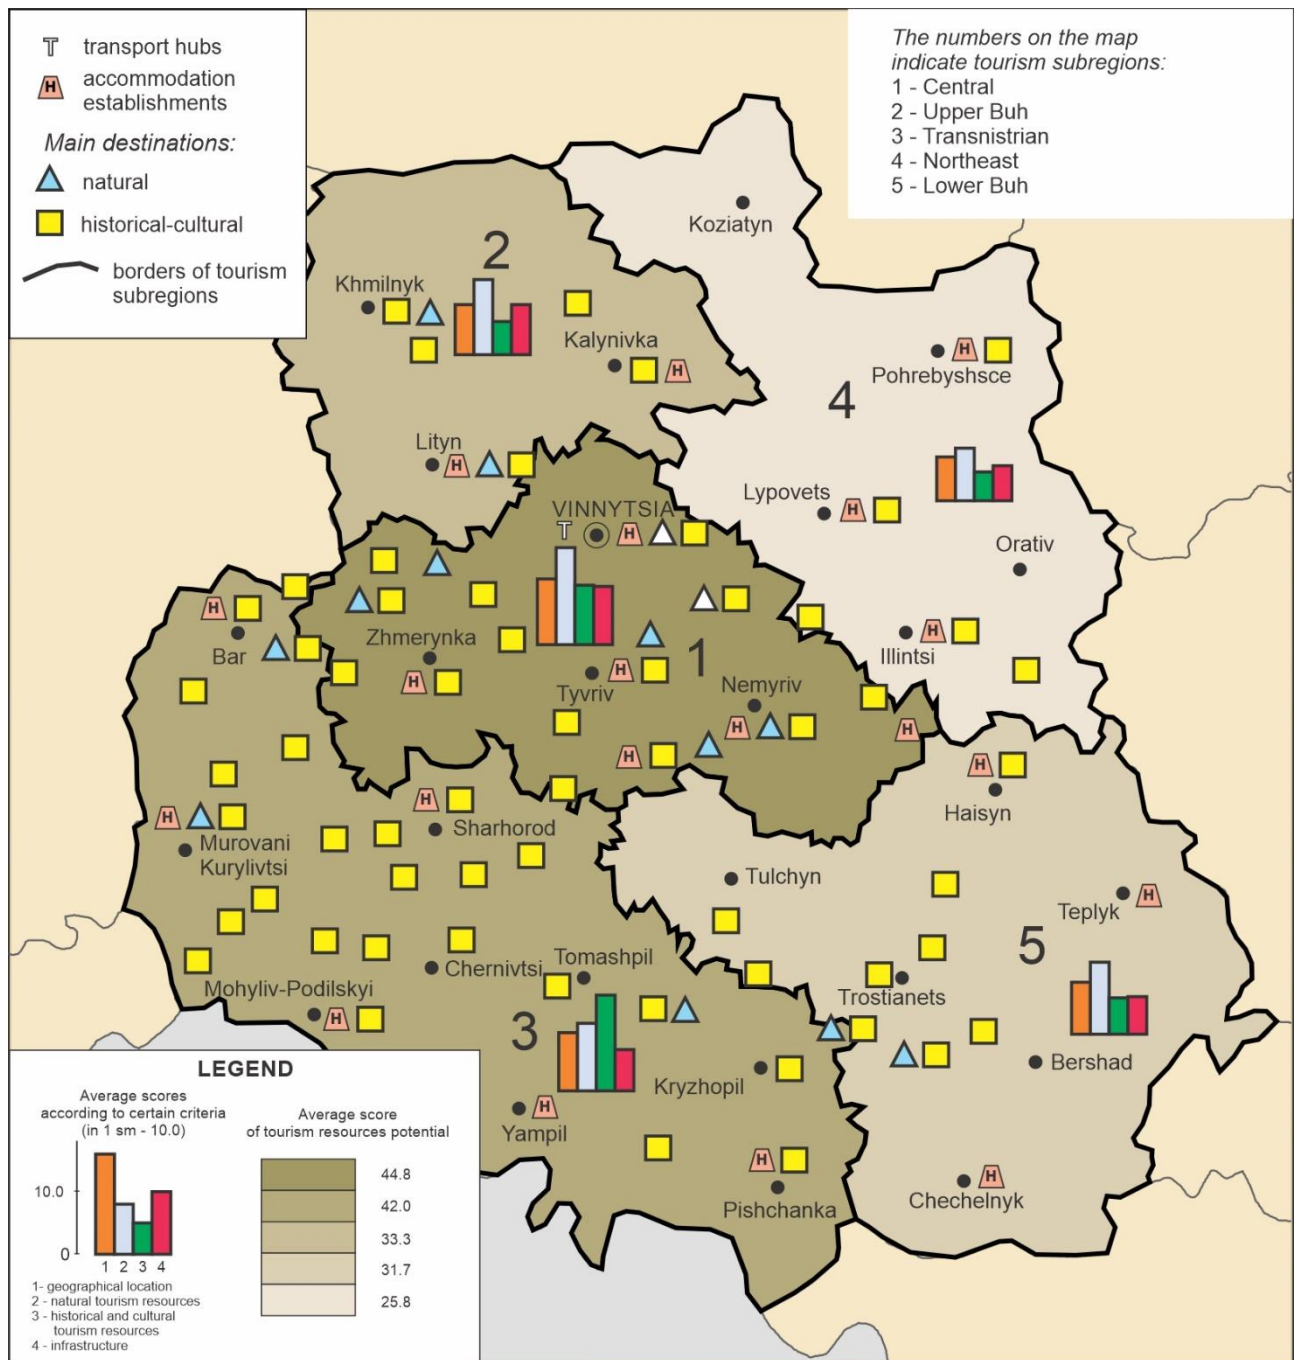 T transport hubs
H accommodation
establishments
Main destinations:
natural
historical-cultural
borders of tourism
subregions
The numbers on the map
indicate tourism subregions:
1 - Central
2 - Upper Buh
3 - Transnistrian
4 - Northeast
5 - Lower Buh
Koziatyn
2
Khmilnyk
Kalynivka
H
Pohrebyshsce
H
4
Lityn
H
Lypovets
H
VINNYTSIA
T
H
Orativ
H
Bar
Zhmerynka
H
Illintsi
H
1
Tyvriv
H
Nemyriv
H
H
H
H
Haisyn
H
Sharhorod
H
Murovani
Kurylivtsi
Tulchyn
Teplyk
H
5
Chernivtsi
Tomashpil
Trostianets
Mohyliv-Podilskyi
H
3
Kryzhopil
Bershad
Yampil
H
H
Pishchanka
Chechelnyk
H
LEGEND
Average scores
according to certain criteria
(in 1 sm - 10.0)
10.0
0
1 2 3 4
1- geographical location
2 - natural tourism resources
3 - historical and cultural
tourism resources
4 - infrastructure
Average score
of tourism resources potential
44.8
42.0
33.3
31.7
25.8